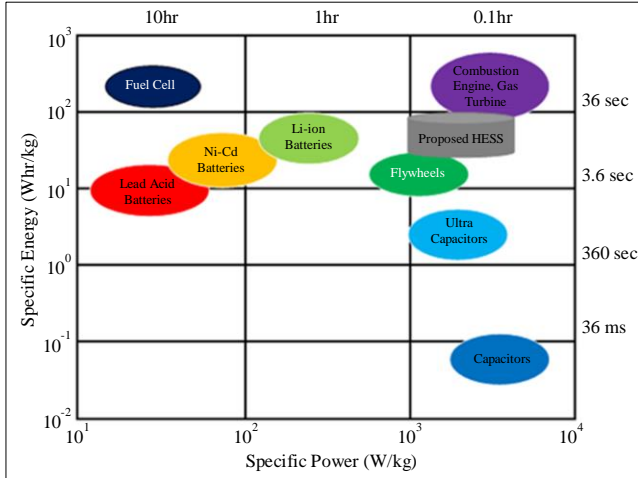 10hr 1hr 0.1hr
10³
Combustion
Engine, Gas
Turbine
Fuel Cell
36 sec
10²
Li-ion
Batteries
Proposed HESS
Ni-Cd
Batteries
Flywheels
3.6 sec
Lead Acid
Batteries
10¹
Ultra
Capacitors
360 sec
10⁰
36 ms
10⁻¹
Capacitors
10⁻²
10¹ 10² 10³ 10⁴
Specific Energy (Whr/kg)
Specific Power (W/kg)